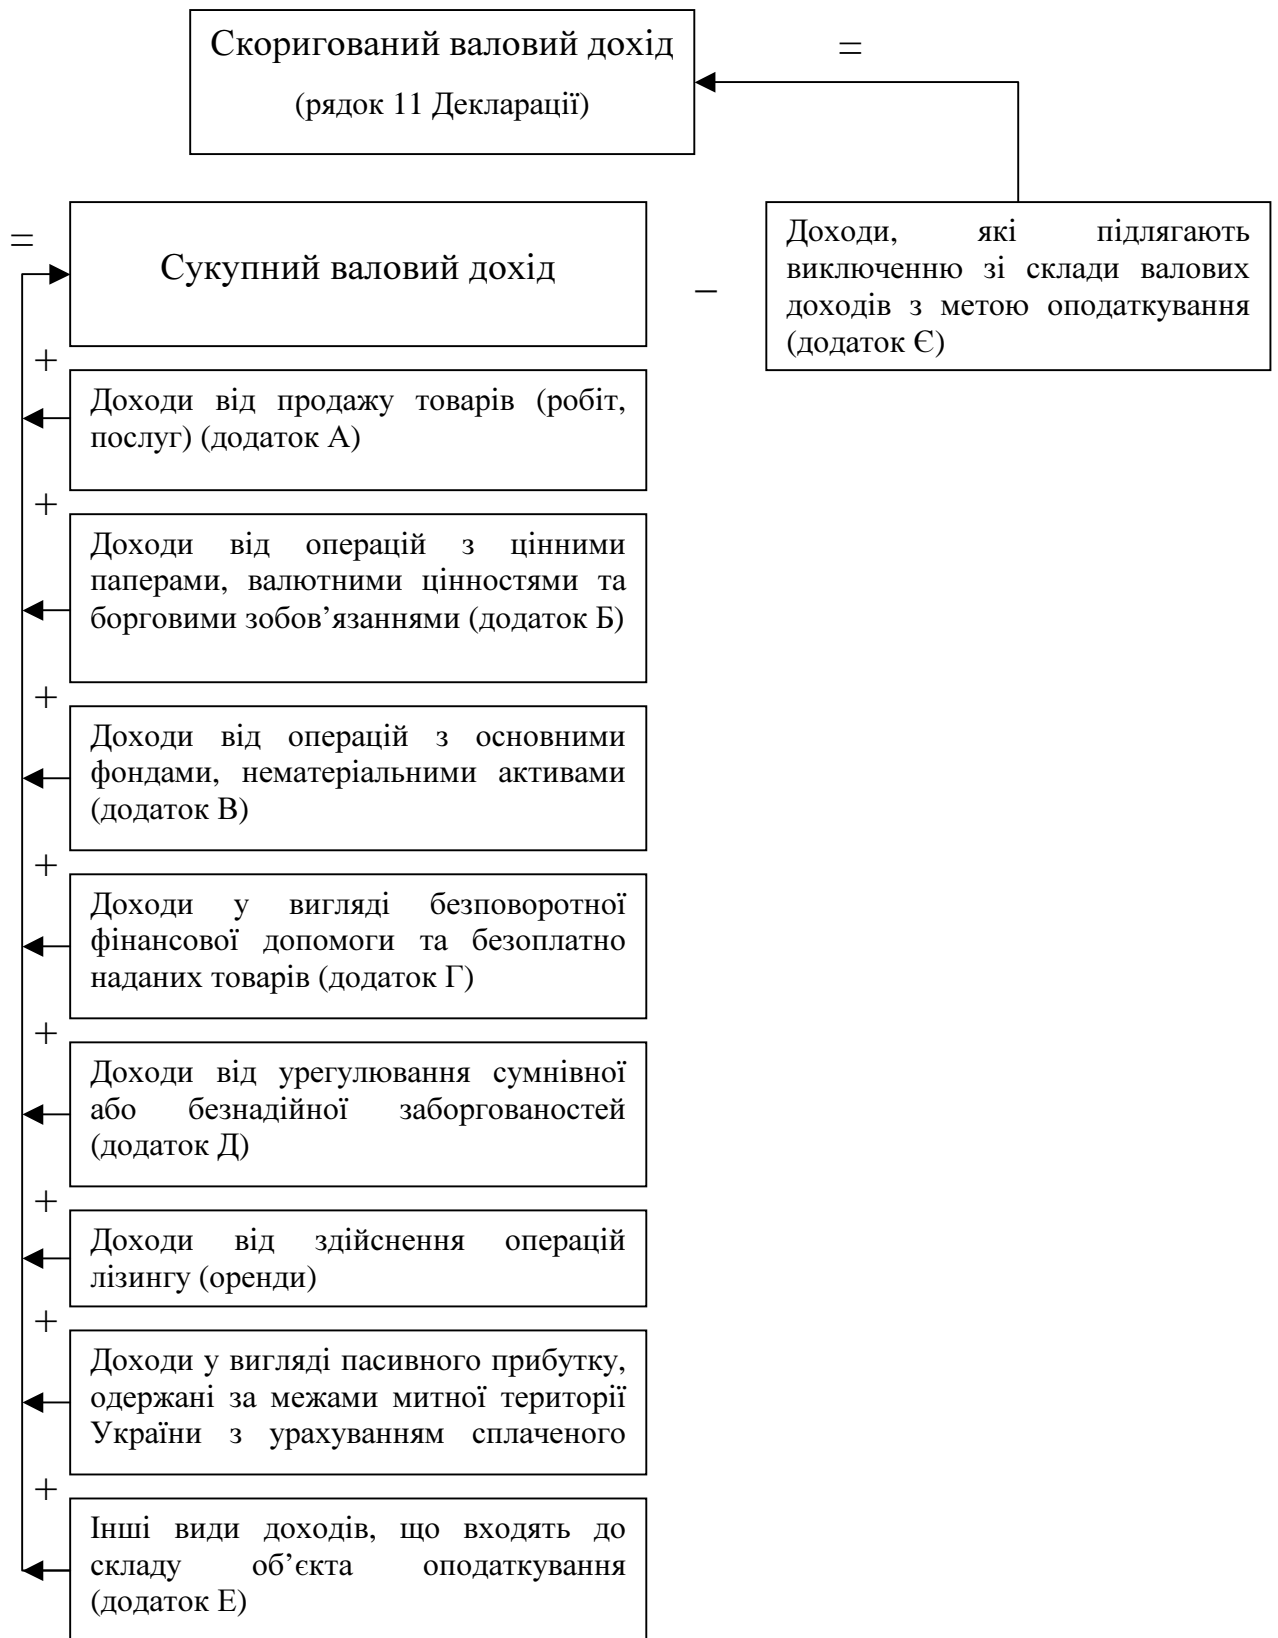 Скоригований валовий дохід
=
(рядок 11 Декларації)
=
Сукупний валовий дохід
–
Доходи, які підлягають
виключенню зі склади валових
доходів з метою оподаткування
(додаток Є)
+
Доходи від продажу товарів (робіт,
послуг) (додаток А)
+
Доходи від операцій з цінними
паперами, валютними цінностями та
борговими зобов’язаннями (додаток Б)
+
Доходи від операцій з основними
фондами, нематеріальними активами
(додаток В)
+
Доходи у вигляді безповоротної
фінансової допомоги та безоплатно
наданих товарів (додаток Г)
+
Доходи від урегулювання сумнівної
або безнадійної заборгованостей
(додаток Д)
+
Доходи від здійснення операцій
лізингу (оренди)
+
Доходи у вигляді пасивного прибутку,
одержані за межами митної території
України з урахуванням сплаченого
+
Інші види доходів, що входять до
складу об’єкта оподаткування
(додаток Е)